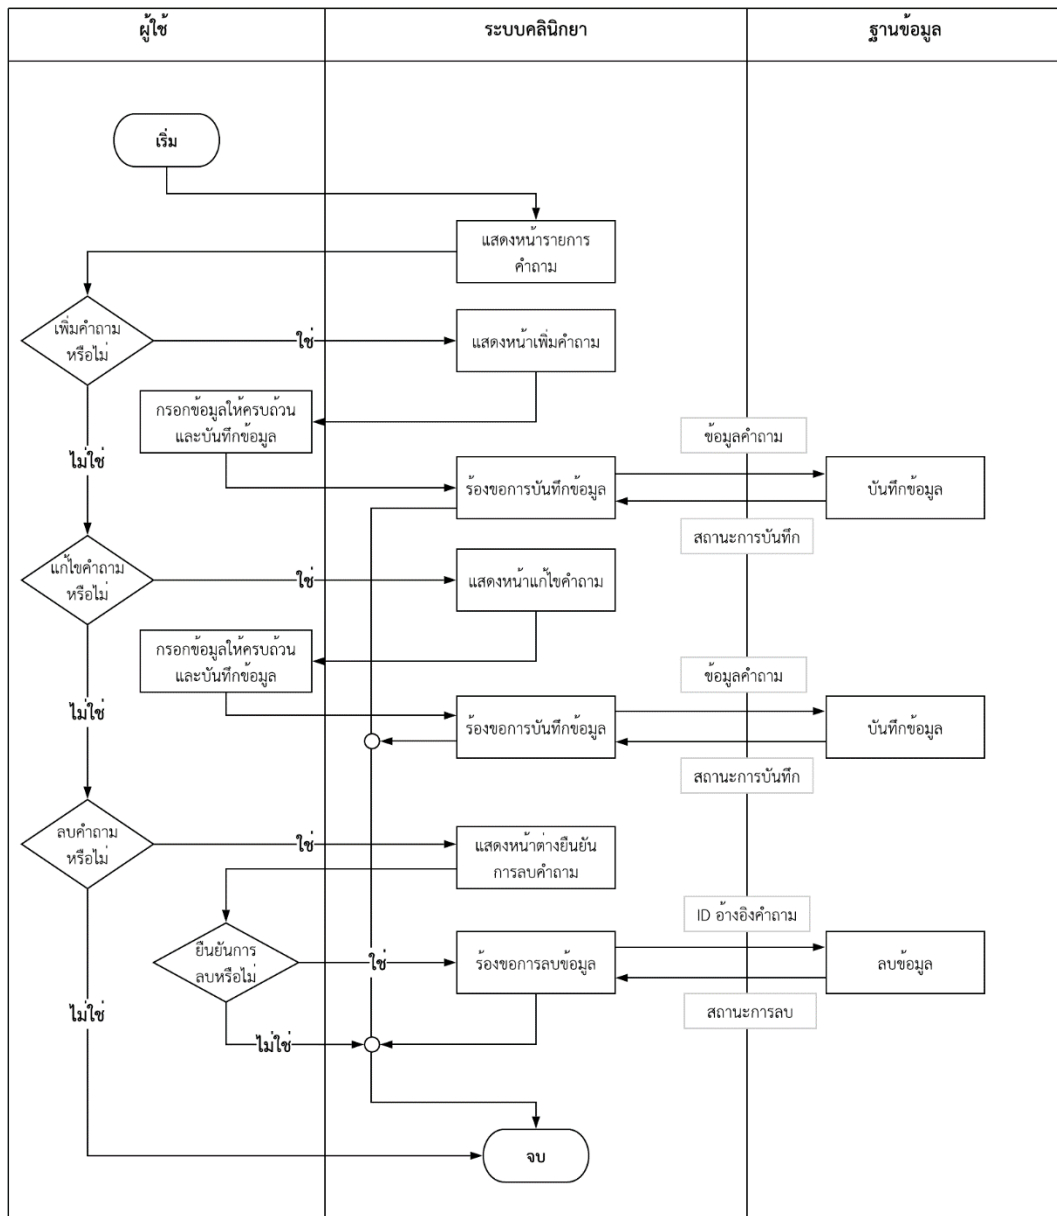 ผู้ใช้
ระบบคลินิกยา
ฐานข้อมูล
เริ่ม
แสดงหน้ารายการ
คำถาม
เพิ่มคำถาม
หรือไม่
ใช่
แสดงหน้าเพิ่มคำถาม
กรอกข้อมูลให้ครบถ้วน
และบันทึกข้อมูล
ข้อมูลคำถาม
ไม่ใช่
ร้องขอการบันทึกข้อมูล
บันทึกข้อมูล
สถานะการบันทึก
แก้ไขคำถาม
หรือไม่
ใช่
แสดงหน้าแก้ไขคำถาม
กรอกข้อมูลให้ครบถ้วน
และบันทึกข้อมูล
ข้อมูลคำถาม
ไม่ใช่
ร้องขอการบันทึกข้อมูล
บันทึกข้อมูล
สถานะการบันทึก
ลบคำถาม
หรือไม่
ใช่
แสดงหน้าต่างยืนยัน
การลบคำถาม
ID อ้างอิงคำถาม
ยืนยันการ
ลบหรือไม่
ใช่
ร้องขอการลบข้อมูล
ลบข้อมูล
ไม่ใช่
สถานะการลบ
ไม่ใช่
จบ